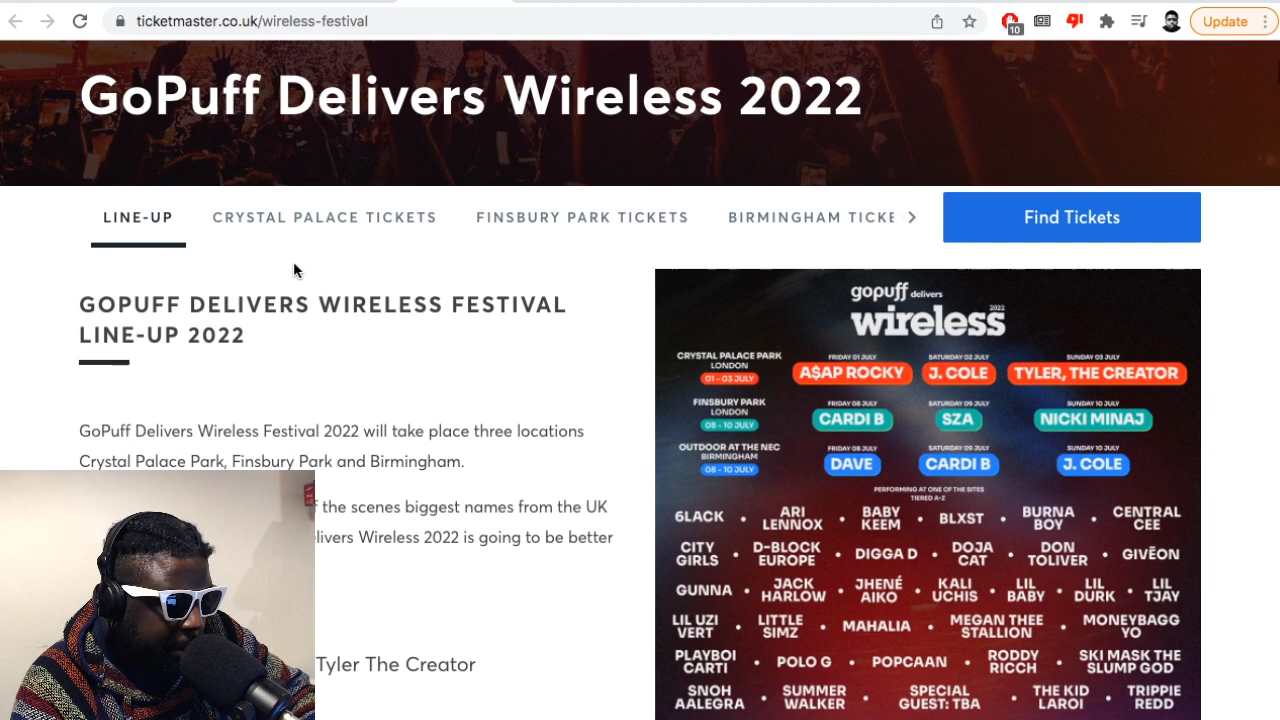 ticketmaster.co.uk/wireless-festival
10
Update
GoPuff Delivers Wireless 2022
LINE-UP
CRYSTAL PALACE TICKETS
FINSBURY PARK TICKETS
BIRMINGHAM TICKE
Find Tickets
GOPUFF DELIVERS WIRELESS FESTIVAL
LINE-UP 2022
GoPuff Delivers Wireless Festival 2022 will take place three locations
Crystal Palace Park, Finsbury Park and Birmingham.
f the scenes biggest names from the UK
elivers Wireless 2022 is going to be better
Tyler The Creator
gopuff delivers
wireless 2022
CRYSTAL PALACE PARK
LONDON
01 - 03 JULY
FRIDAY 01 JULY
A$AP ROCKY
SATURDAY 02 JULY
J. COLE
SUNDAY 03 JULY
TYLER, THE CREATOR
FINSBURY PARK
LONDON
08 - 10 JULY
FRIDAY 08 JULY
CARDI B
SATURDAY 09 JULY
SZA
SUNDAY 10 JULY
NICKI MINAJ
OUTDOOR AT THE NEC
BIRMINGHAM
08 - 10 JULY
FRIDAY 08 JULY
DAVE
SATURDAY 09 JULY
CARDI B
SUNDAY 10 JULY
J. COLE
PERFORMING AT ONE OF THE SITES
TIERED A-Z
6LACK • ARI LENNOX • BABY KEEM • BLXST • BURNA BOY • CENTRAL CEE
CITY GIRLS • D-BLOCK EUROPE • DIGGA D • DOJA CAT • DON TOLIVER • GIVĒON
GUNNA • JACK HARLOW • JHENÉ AIKO • KALI UCHIS • LIL BABY • LIL DURK • LIL TJAY
LIL UZI VERT • LITTLE SIMZ • MAHALIA • MEGAN THEE STALLION • MONEYBAGG YO
PLAYBOI CARTI • POLO G • POPCAAN • RODDY RICCH • SKI MASK THE SLUMP GOD
SNOH AALEGRA • SUMMER WALKER • SPECIAL GUEST: TBA • THE KID LAROI • TRIPPIE REDD